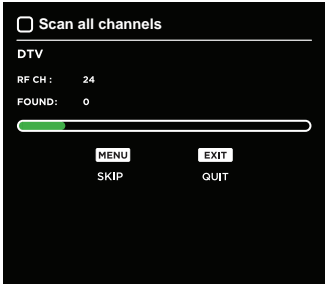 Scan all channels
DTV
RF CH : 24
FOUND: 0
MENU EXIT
SKIP QUIT